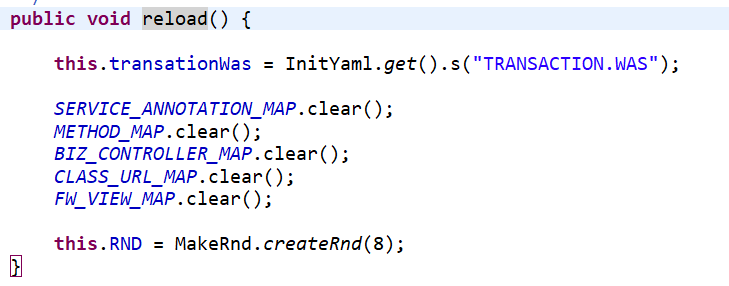 public void reload() {
this.transationWas = InitYaml.get().s("TRANSACTION.WAS");
SERVICE_ANNOTATION_MAP.clear();
METHOD_MAP.clear();
BIZ_CONTROLLER_MAP.clear();
CLASS_URL_MAP.clear();
FW_VIEW_MAP.clear();
this.RND = MakeRnd.createRnd(8);
}